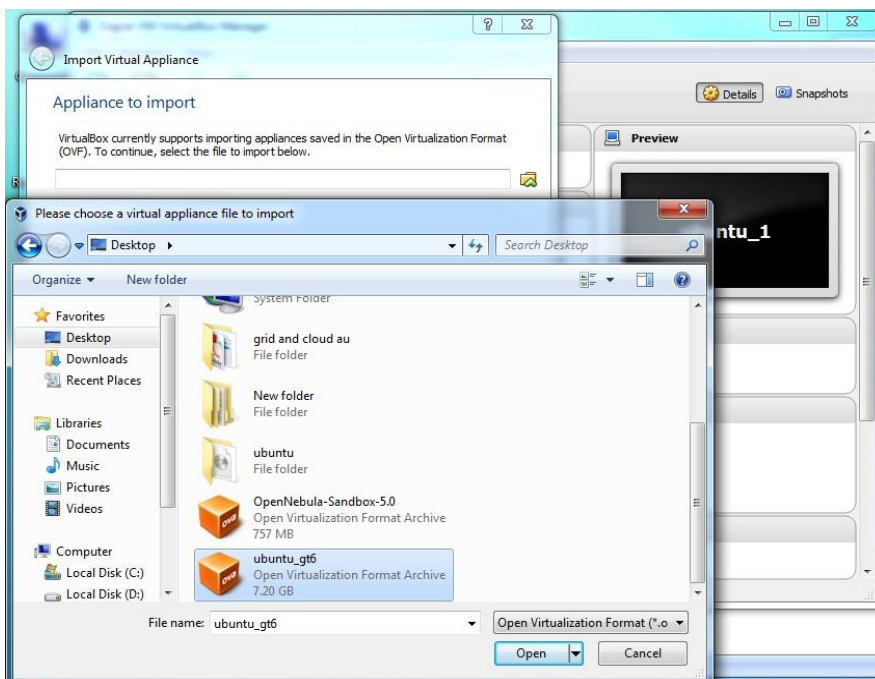 Import Virtual Appliance
Appliance to import
VirtualBox currently supports importing appliances saved in the Open Virtualization Format
(OVF). To continue, select the file to import below.
Details
Snapshots
Preview
ntu_1
R
Please choose a virtual appliance file to import
Desktop
Search Desktop
Organize
New folder
Favorites
Desktop
Downloads
Recent Places
Libraries
Documents
Music
Pictures
Videos
Computer
Local Disk (C:)
Local Disk (D:)
System Folder
grid and cloud au
File folder
New folder
File folder
ubuntu
File folder
OVA
OpenNebula-Sandbox-5.0
Open Virtualization Format Archive
757 MB
OVA
ubuntu_gt6
Open Virtualization Format Archive
7.20 GB
File name: ubuntu_gt6
Open Virtualization Format (*.o
Open
Cancel